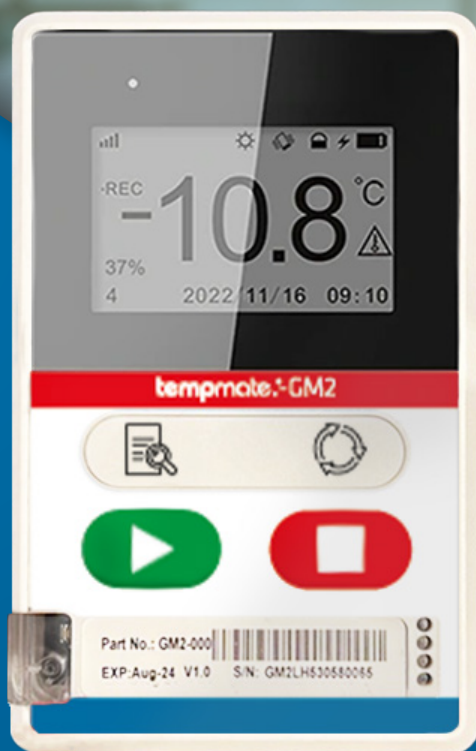 ·REC
-10.8 °C
37%
4 2022/11/16 09:10
tempmate.®-GM2
Part No.: GM2-000
EXP:Aug-24 V1.0 S/N: GM2LH530580065